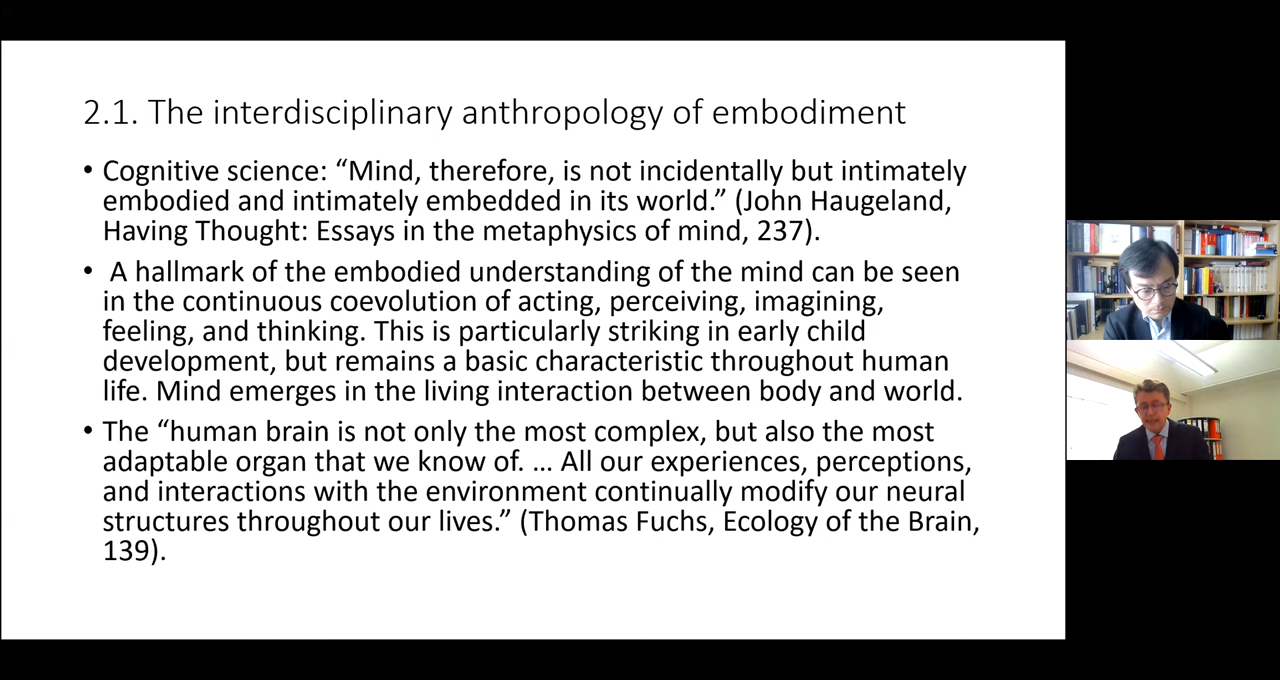 2.1. The interdisciplinary anthropology of embodiment
• Cognitive science: “Mind, therefore, is not incidentally but intimately
embodied and intimately embedded in its world.” (John Haugeland,
Having Thought: Essays in the metaphysics of mind, 237).
• A hallmark of the embodied understanding of the mind can be seen
in the continuous coevolution of acting, perceiving, imagining,
feeling, and thinking. This is particularly striking in early child
development, but remains a basic characteristic throughout human
life. Mind emerges in the living interaction between body and world.
• The “human brain is not only the most complex, but also the most
adaptable organ that we know of. … All our experiences, perceptions,
and interactions with the environment continually modify our neural
structures throughout our lives.” (Thomas Fuchs, Ecology of the Brain,
139).